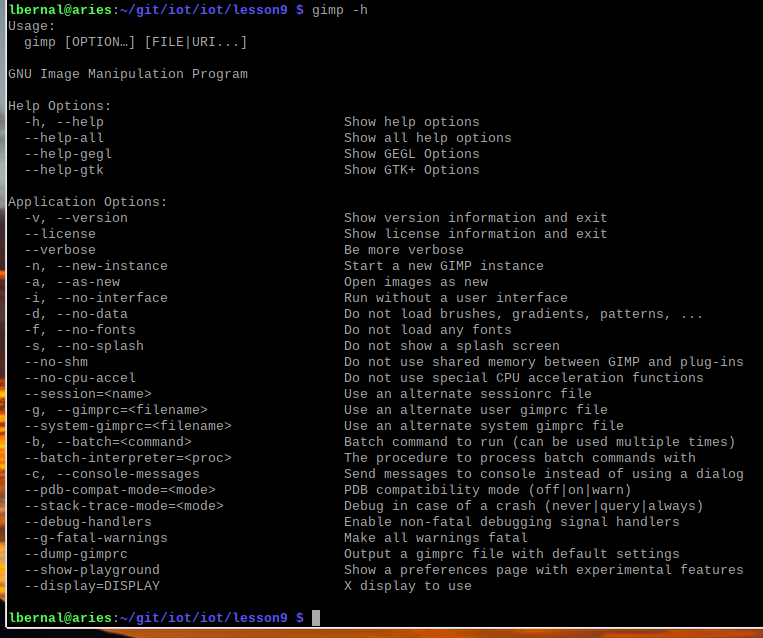 lbernal@aries:~/git/iot/iot/lesson9 $ gimp -h
Usage:
  gimp [OPTION…] [FILE|URI...]

GNU Image Manipulation Program

Help Options:
  -h, --help                              Show help options
  --help-all                              Show all help options
  --help-gegl                             Show GEGL Options
  --help-gtk                              Show GTK+ Options

Application Options:
  -v, --version                           Show version information and exit
  --license                               Show license information and exit
  --verbose                               Be more verbose
  -n, --new-instance                      Start a new GIMP instance
  -a, --as-new                            Open images as new
  -i, --no-interface                      Run without a user interface
  -d, --no-data                           Do not load brushes, gradients, patterns, ...
  -f, --no-fonts                          Do not load any fonts
  -s, --no-splash                         Do not show a splash screen
  --no-shm                                Do not use shared memory between GIMP and plug-ins
  --no-cpu-accel                          Do not use special CPU acceleration functions
  --session=<name>                        Use an alternate sessionrc file
  -g, --gimprc=<filename>                 Use an alternate user gimprc file
  --system-gimprc=<filename>              Use an alternate system gimprc file
  -b, --batch=<command>                   Batch command to run (can be used multiple times)
  --batch-interpreter=<proc>              The procedure to process batch commands with
  -c, --console-messages                  Send messages to console instead of using a dialog
  --pdb-compat-mode=<mode>                PDB compatibility mode (off|on|warn)
  --stack-trace-mode=<mode>               Debug in case of a crash (never|query|always)
  --debug-handlers                        Enable non-fatal debugging signal handlers
  --g-fatal-warnings                      Make all warnings fatal
  --dump-gimprc                           Output a gimprc file with default settings
  --show-playground                       Show a preferences page with experimental features
  --display=DISPLAY                       X display to use

lbernal@aries:~/git/iot/iot/lesson9 $